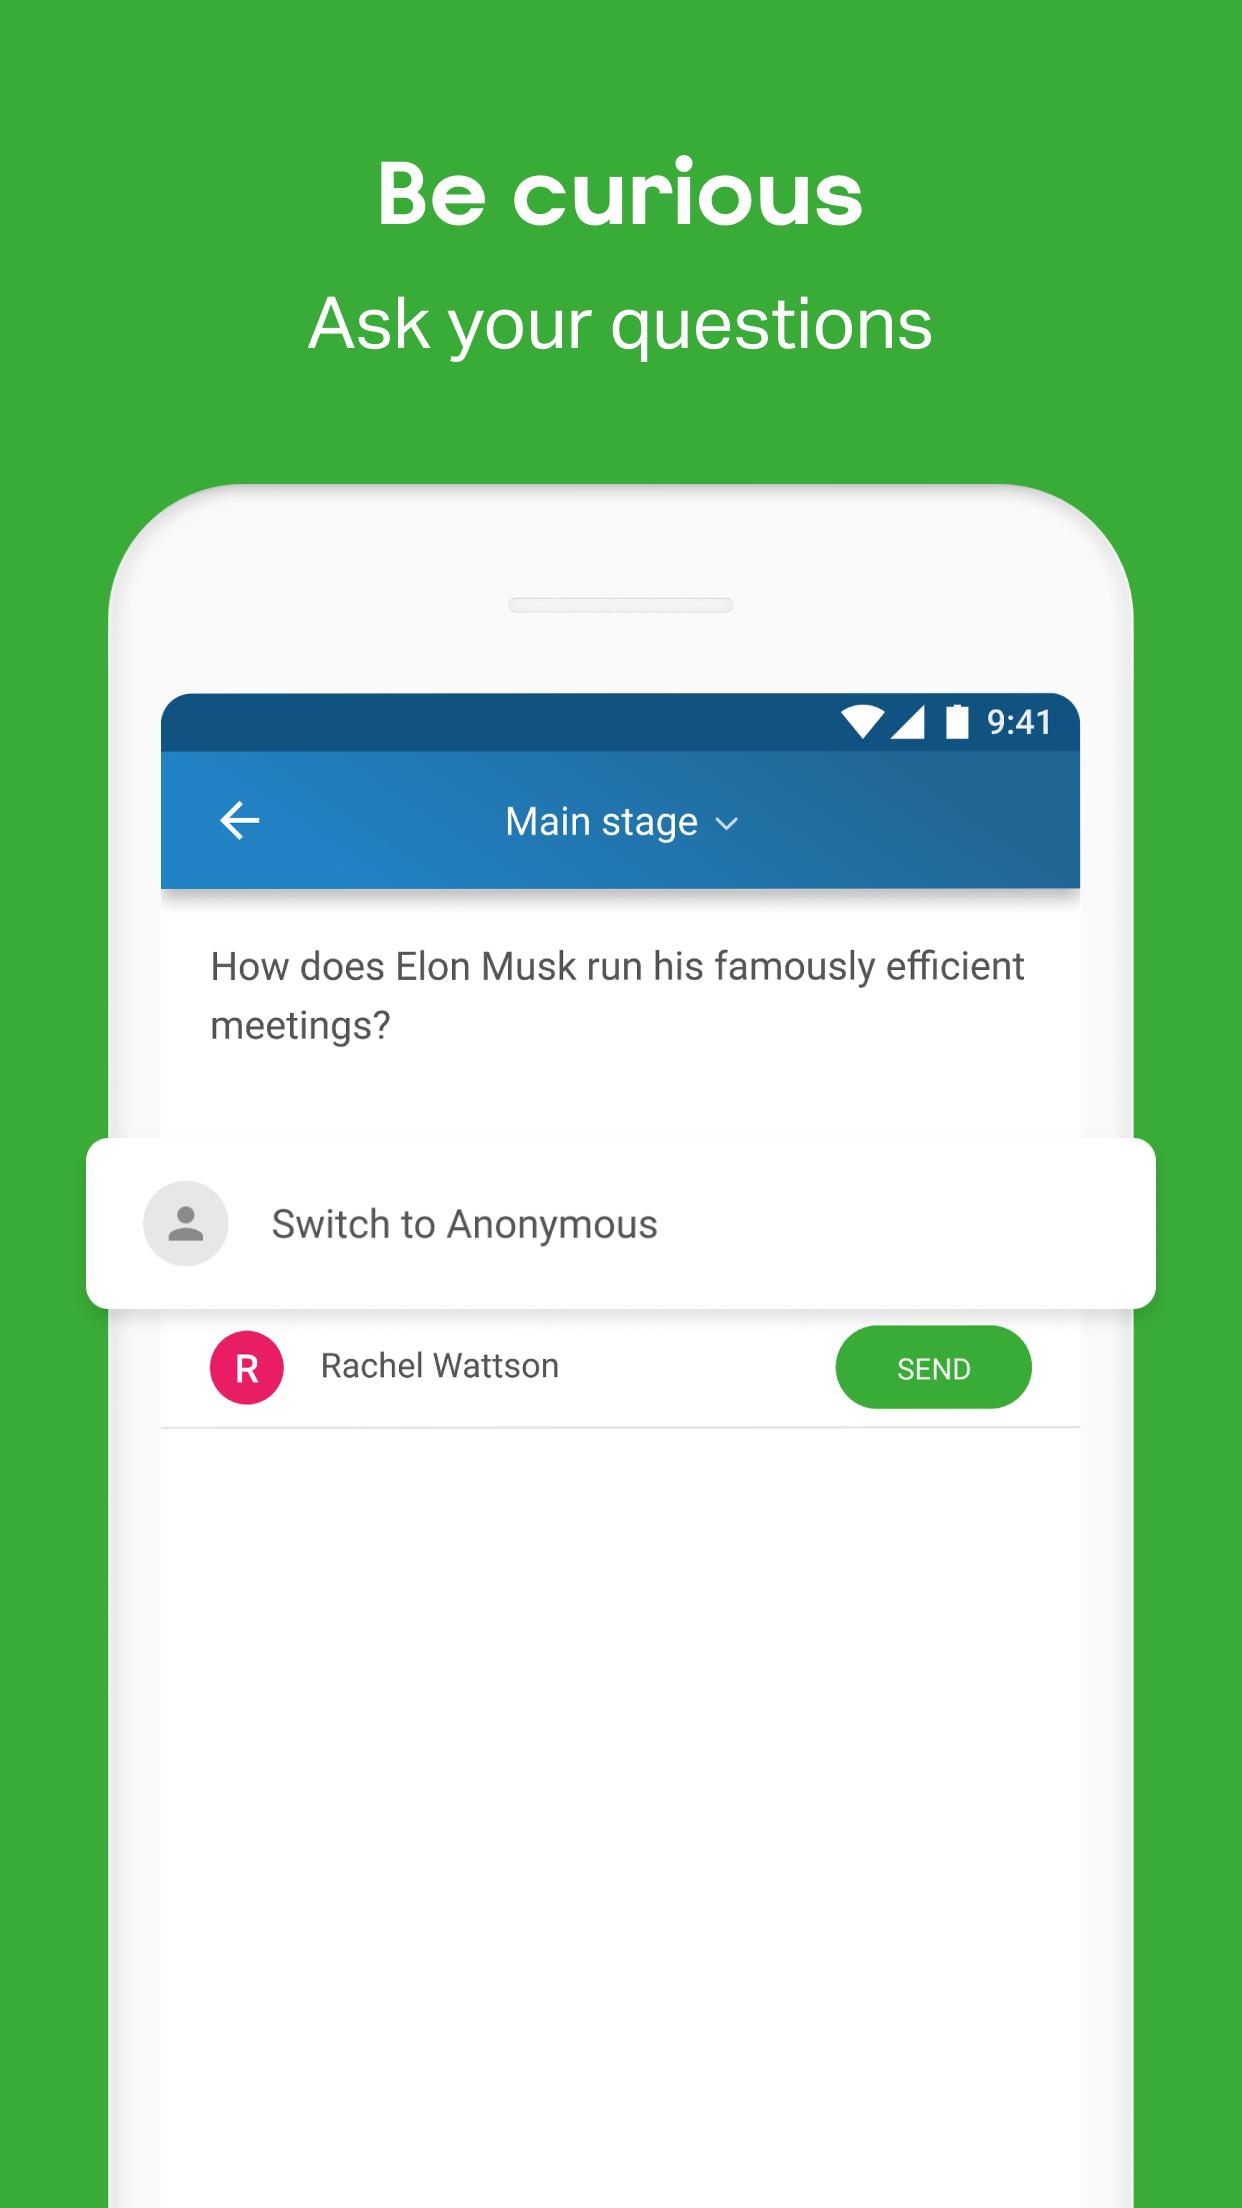 Be curious
Ask your questions
9:41
Main stage
How does Elon Musk run his famously efficient
meetings?
Switch to Anonymous
R
Rachel Wattson
SEND